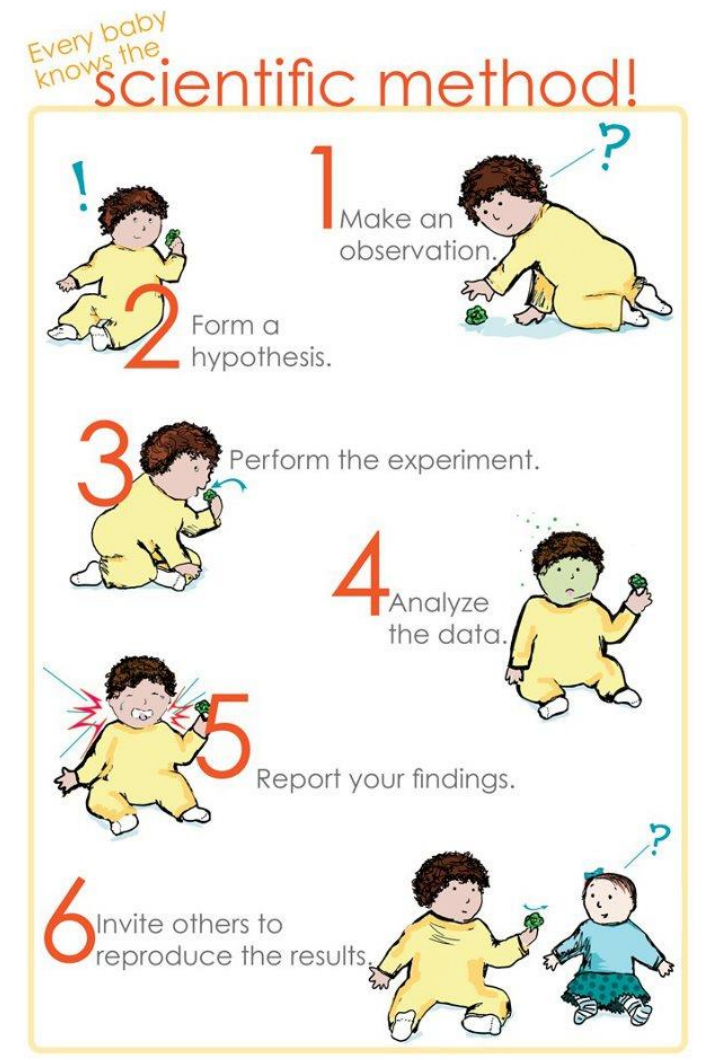 Every baby
knows the
scientific method!
?
1
Make an
observation.
!
2
Form a
hypothesis.
3
Perform the experiment.
4
Analyze
the data.
5
Report your findings.
?
6
Invite others to
reproduce the results.